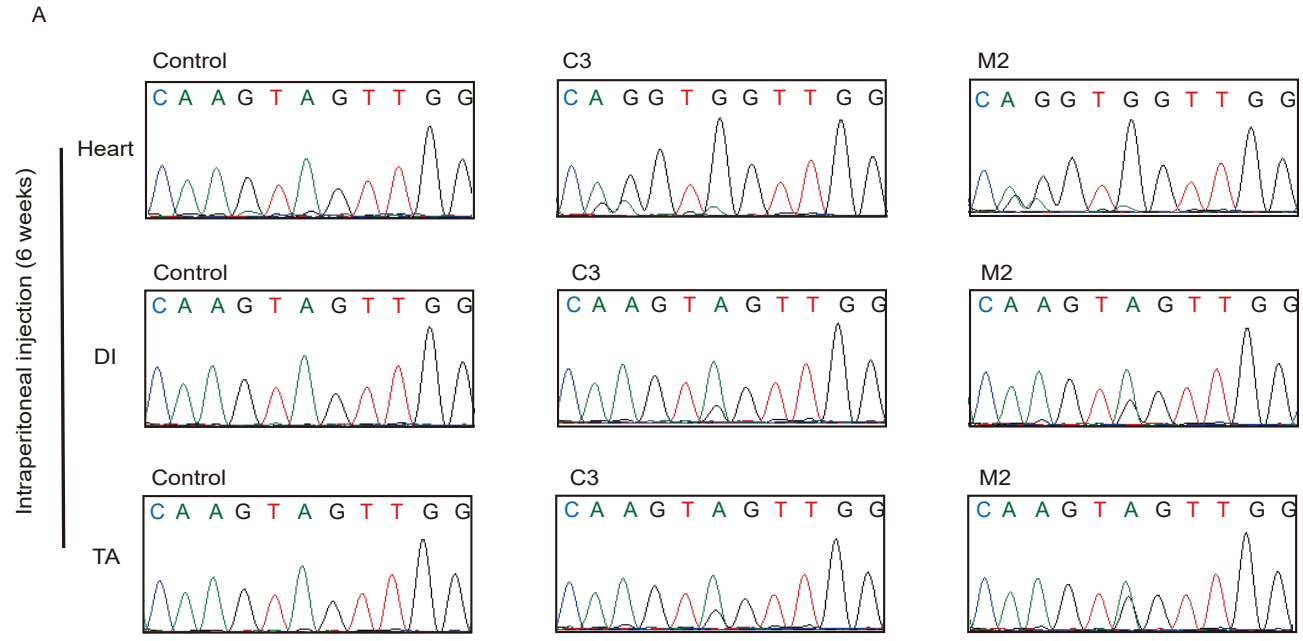 A
Control
C3
M2
C A A G T A G T T G G
C A G G T G G T T G G
C A G G T G G T T G G
Heart
Control
C3
M2
C A A G T A G T T G G
C A A G T A G T T G G
C A A G T A G T T G G
DI
Control
C3
M2
C A A G T A G T T G G
C A A G T A G T T G G
C A A G T A G T T G G
TA
Intraperitoneal injection (6 weeks)